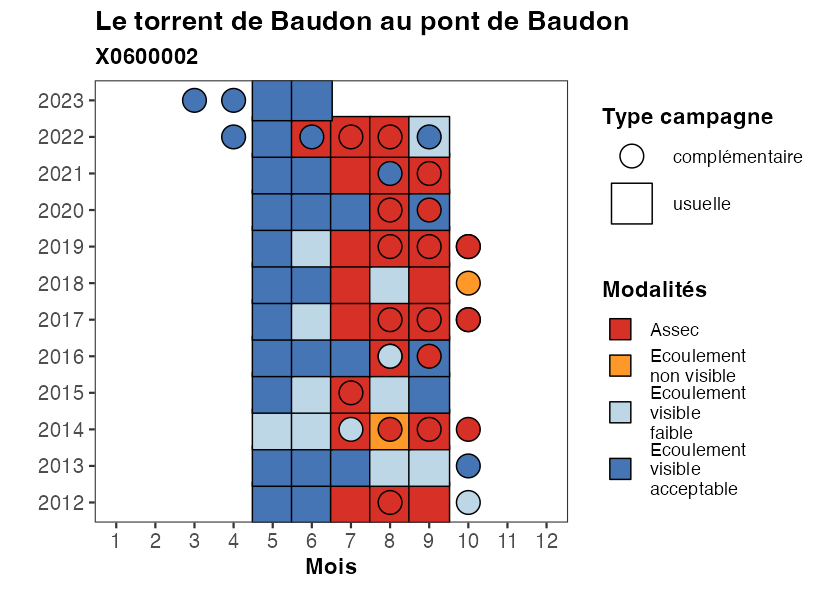 Le torrent de Baudon au pont de Baudon
X0600002
2023
2022
2021
2020
2019
2018
2017
2016
2015
2014
2013
2012
1 2 3 4 5 6 7 8 9 10 11 12
Mois
Type campagne
complémentaire
usuelle
Modalités
Assec
Ecoulement
non visible
Ecoulement
visible
faible
Ecoulement
visible
acceptable